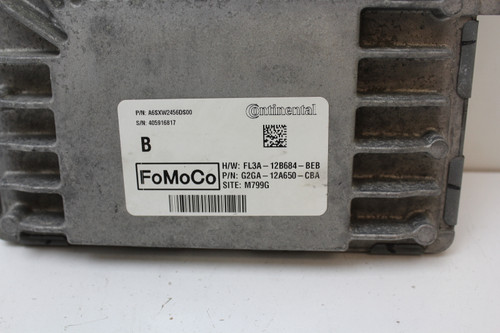 P/N: A6SXW2456DS00
S/N: 405916817
Continental
B
FoMoCo
H/W: FL3A-12B684-BEB
P/N: G2GA-12A650-CBA
SITE: M799G